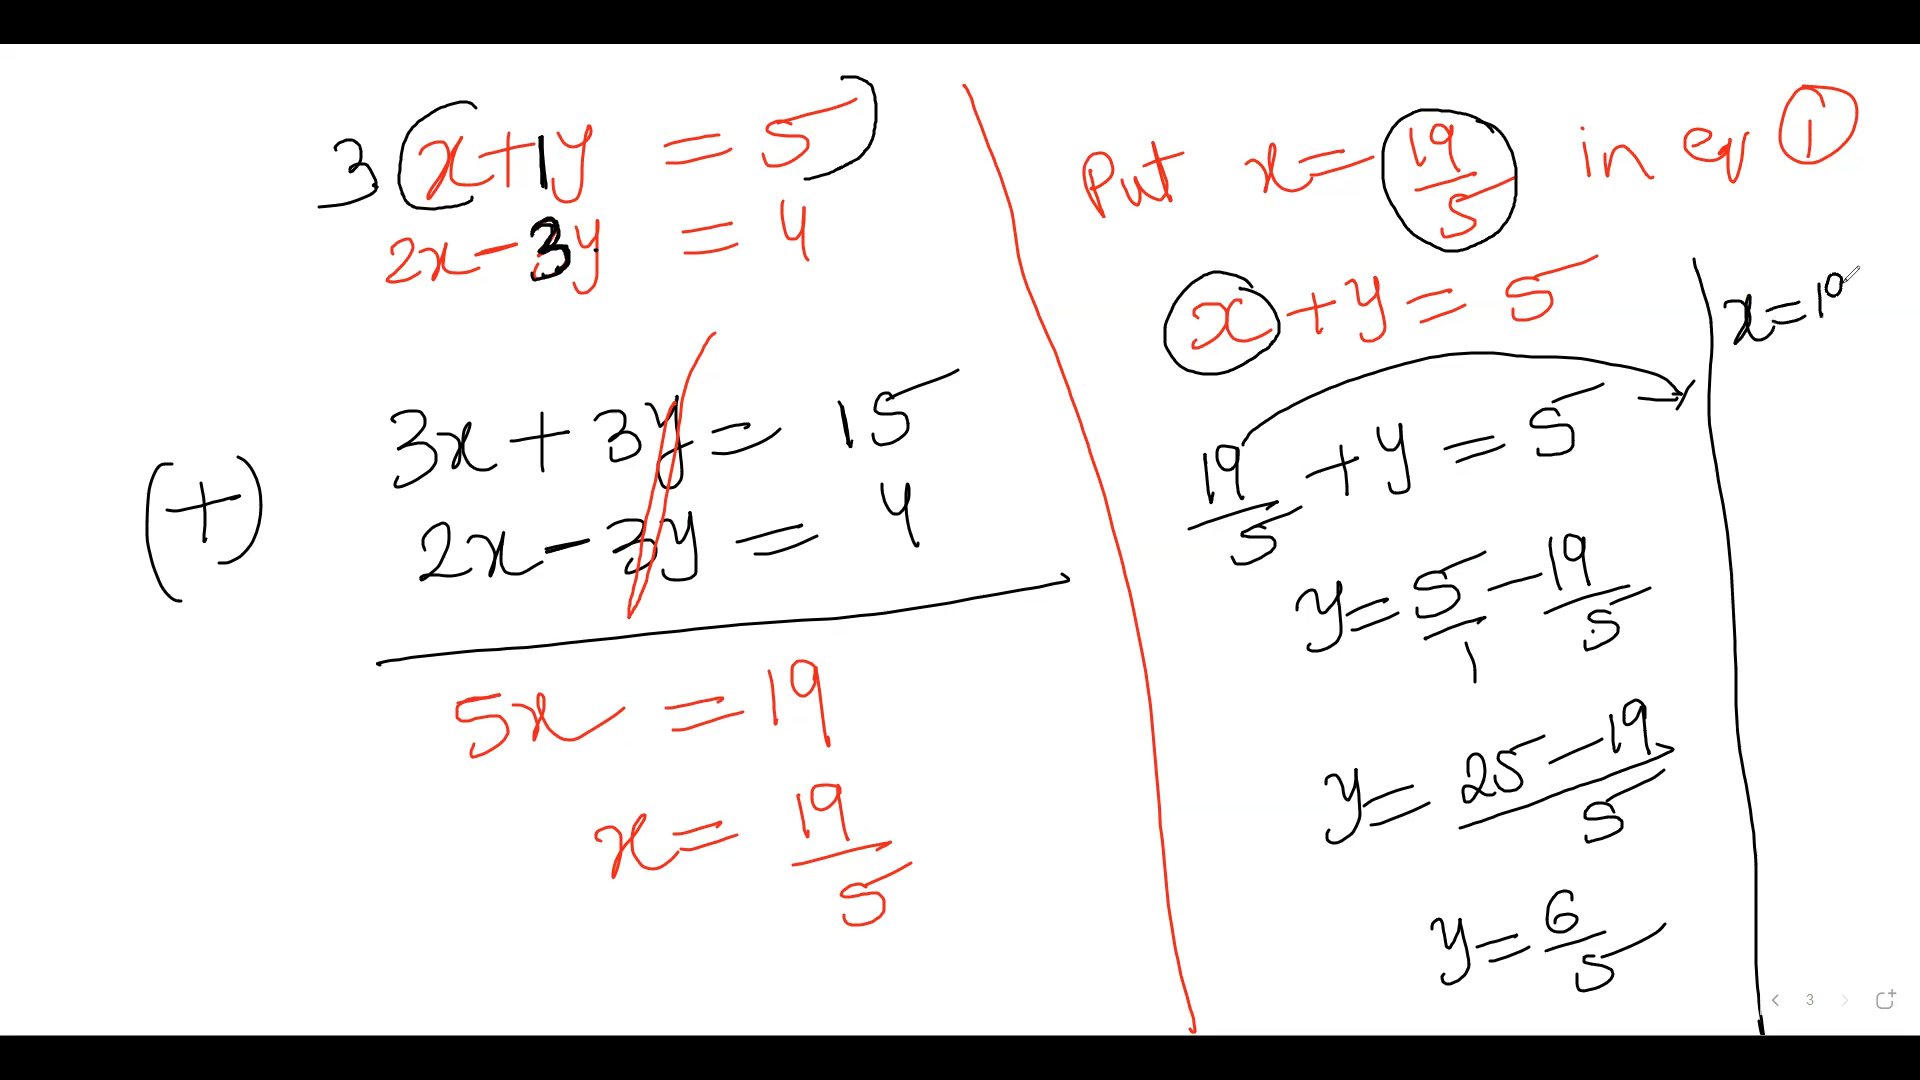 3(x+1y = 5)
2x-3y = 4
3x+3y = 15
(+)
2x-3y = 4
5x = 19
x = 19/5
Put x = 19/5 in eq 1
x+y = 5
19/5 + y = 5
y = 5/1 - 19/5
y = 25-19/5
y = 6/5
x = 19
3